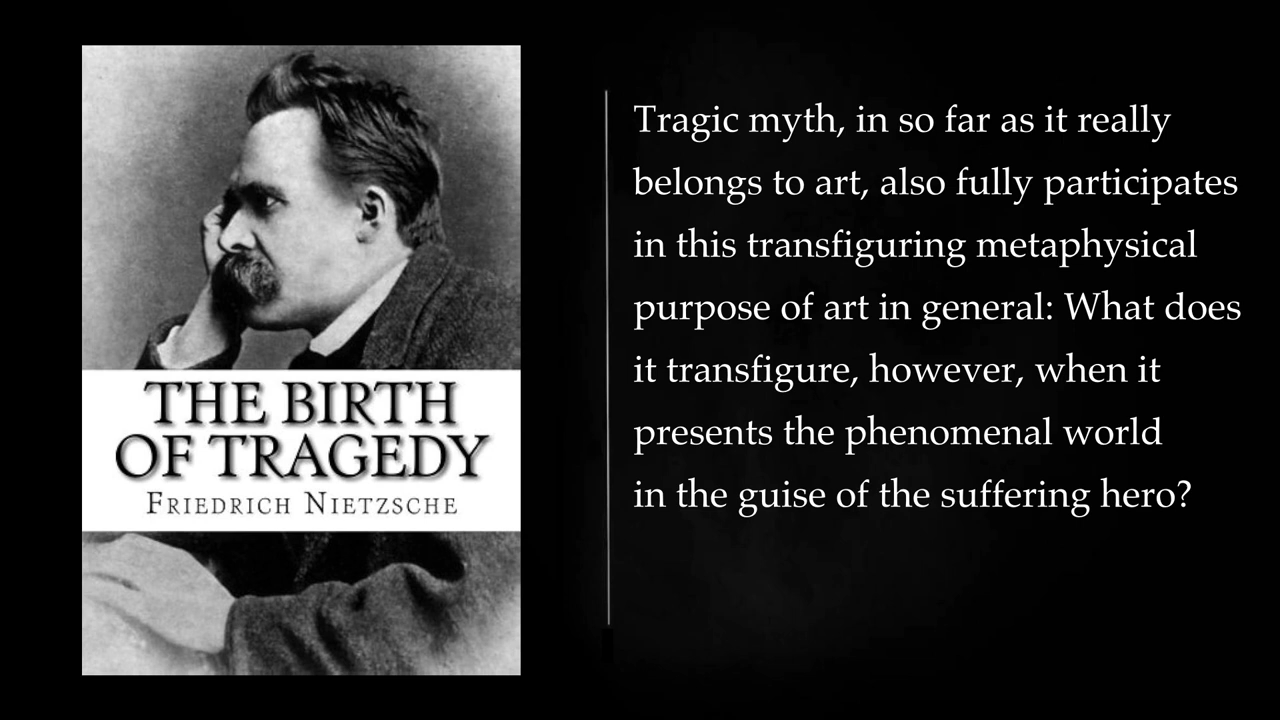 THE BIRTH
OF TRAGEDY
FRIEDRICH NIETZSCHE
Tragic myth, in so far as it really
belongs to art, also fully participates
in this transfiguring metaphysical
purpose of art in general: What does
it transfigure, however, when it
presents the phenomenal world
in the guise of the suffering hero?